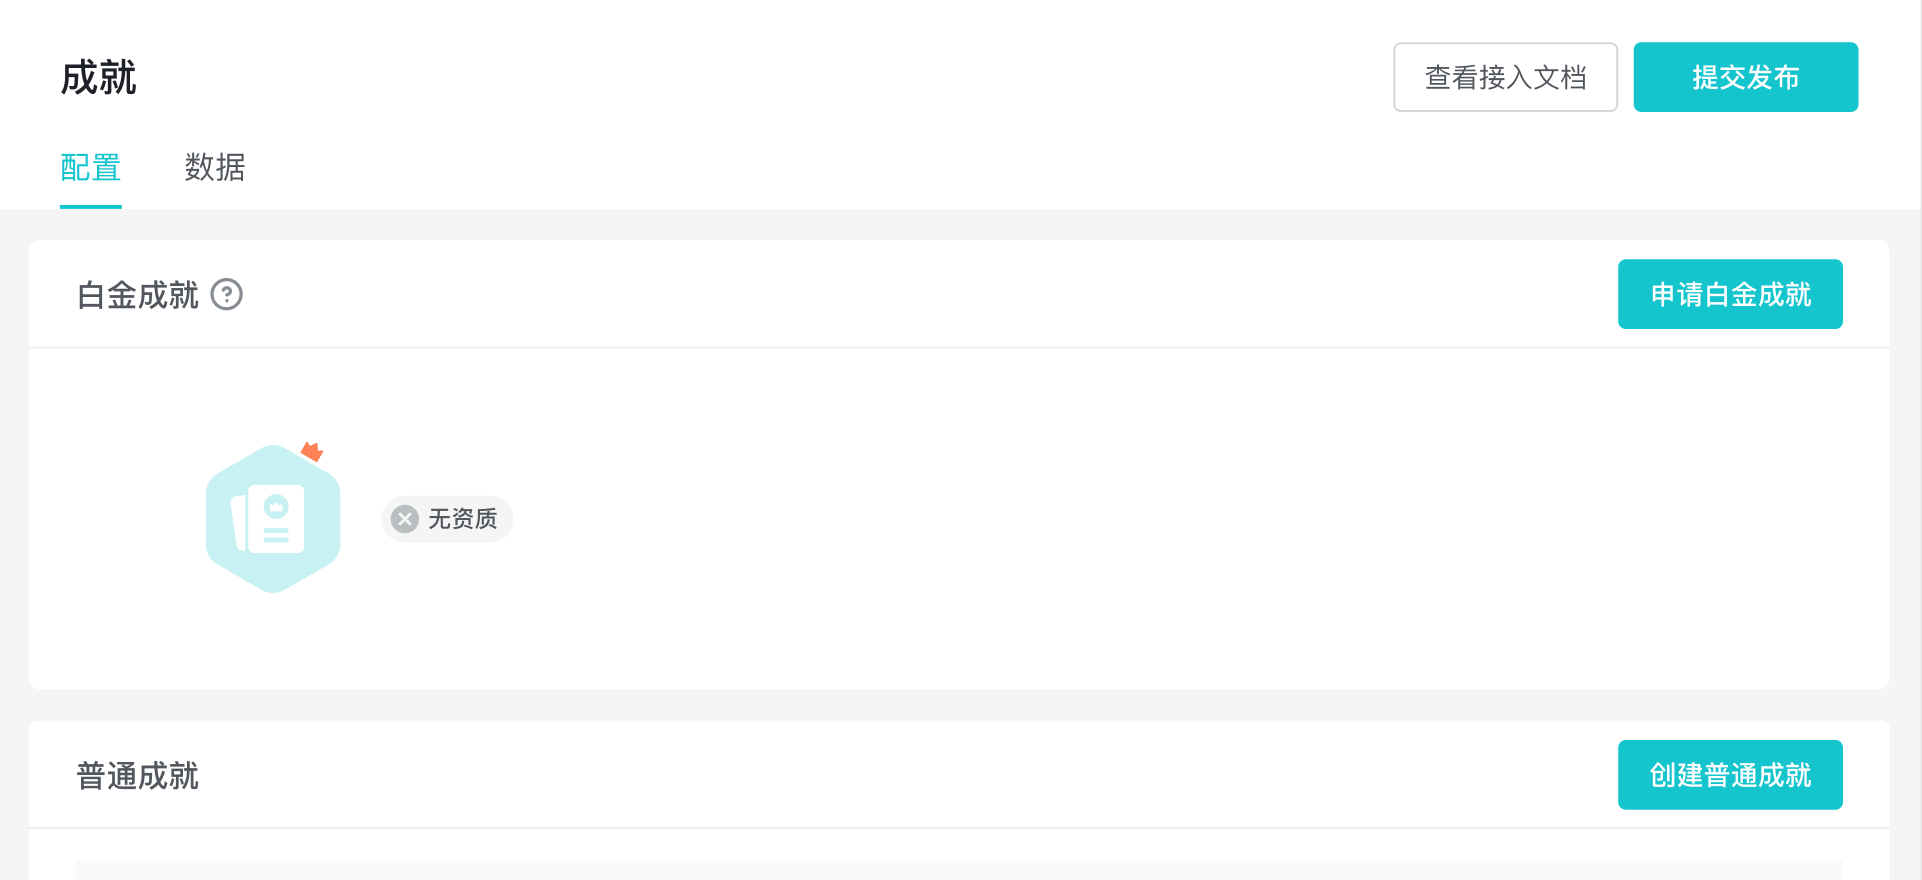 成就
查看接入文档
提交发布
配置
数据
白金成就
申请白金成就
无资质
普通成就
创建普通成就